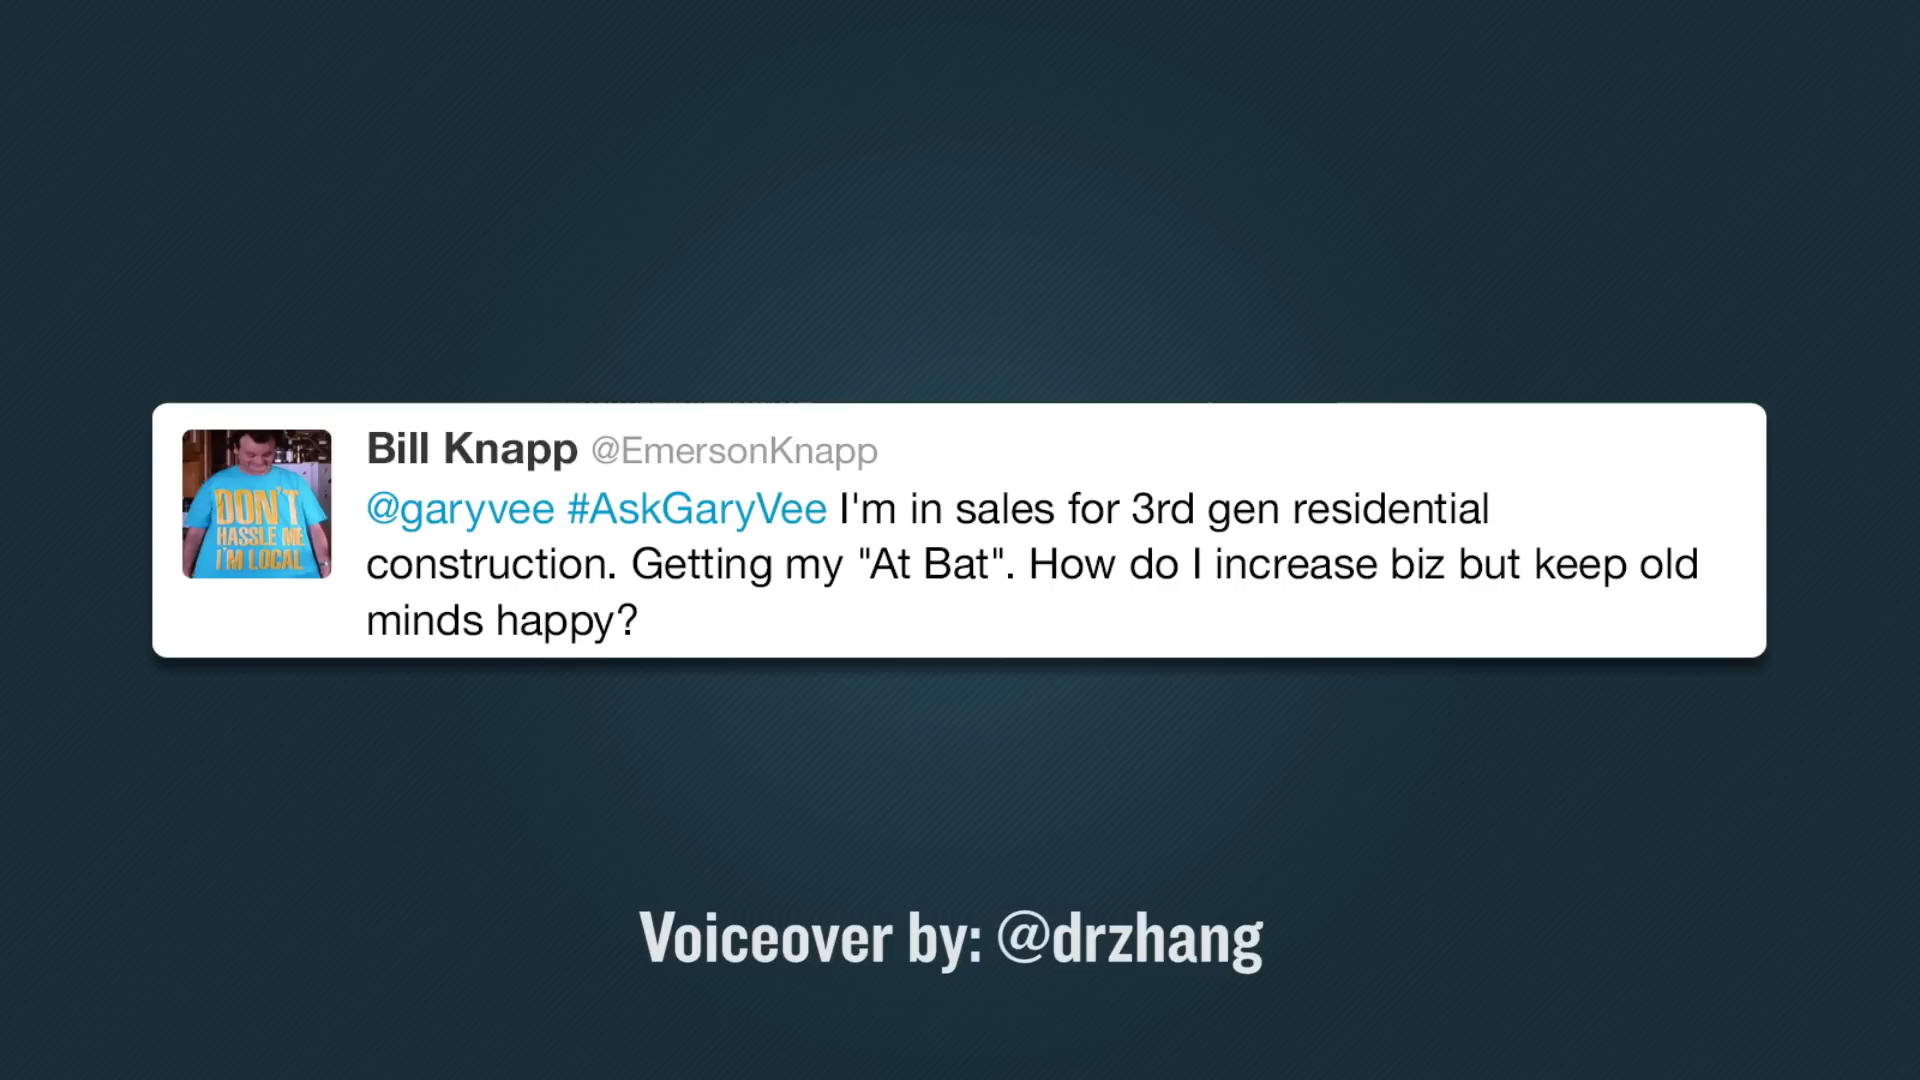 Bill Knapp @EmersonKnapp
@garyvee #AskGaryVee I'm in sales for 3rd gen residential
construction. Getting my "At Bat". How do I increase biz but keep old
minds happy?
DON'T
HASSLE ME
I'M LOCAL
Voiceover by: @drzhang